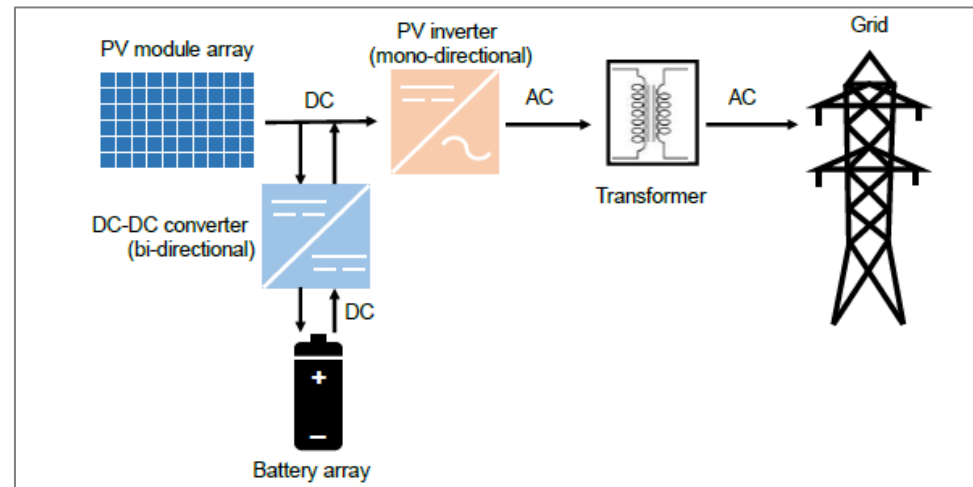 PV module array
DC
PV inverter
(mono-directional)
AC
AC
Grid
Transformer
DC-DC converter
(bi-directional)
DC
+
–
Battery array